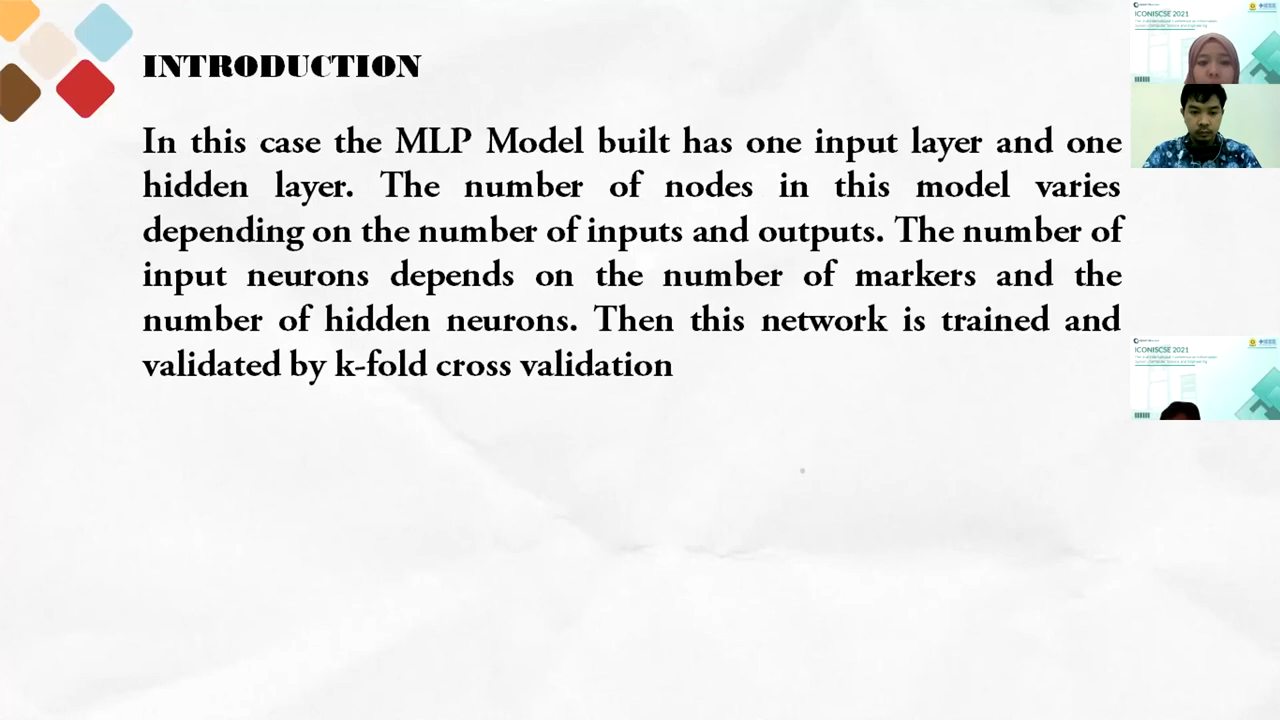 INTRODUCTION
In this case the MLP Model built has one input layer and one
hidden layer. The number of nodes in this model varies
depending on the number of inputs and outputs. The number of
input neurons depends on the number of markers and the
number of hidden neurons. Then this network is trained and
validated by k-fold cross validation
ICONISCSE 2021
ICONISCSE 2021